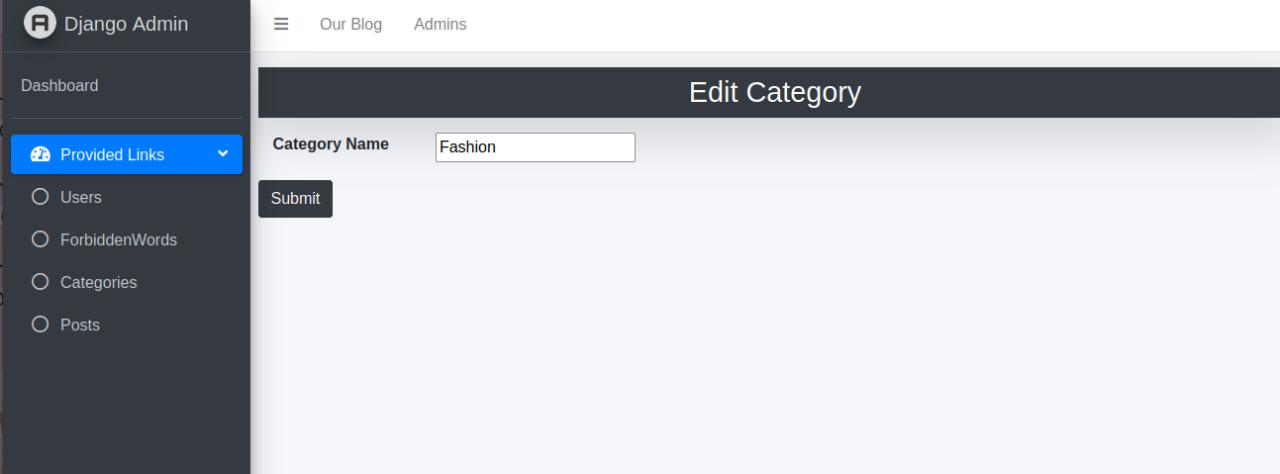 Django Admin
Our Blog
Admins
Dashboard
Edit Category
Category Name
Fashion
Provided Links
Submit
Users
ForbiddenWords
Categories
Posts